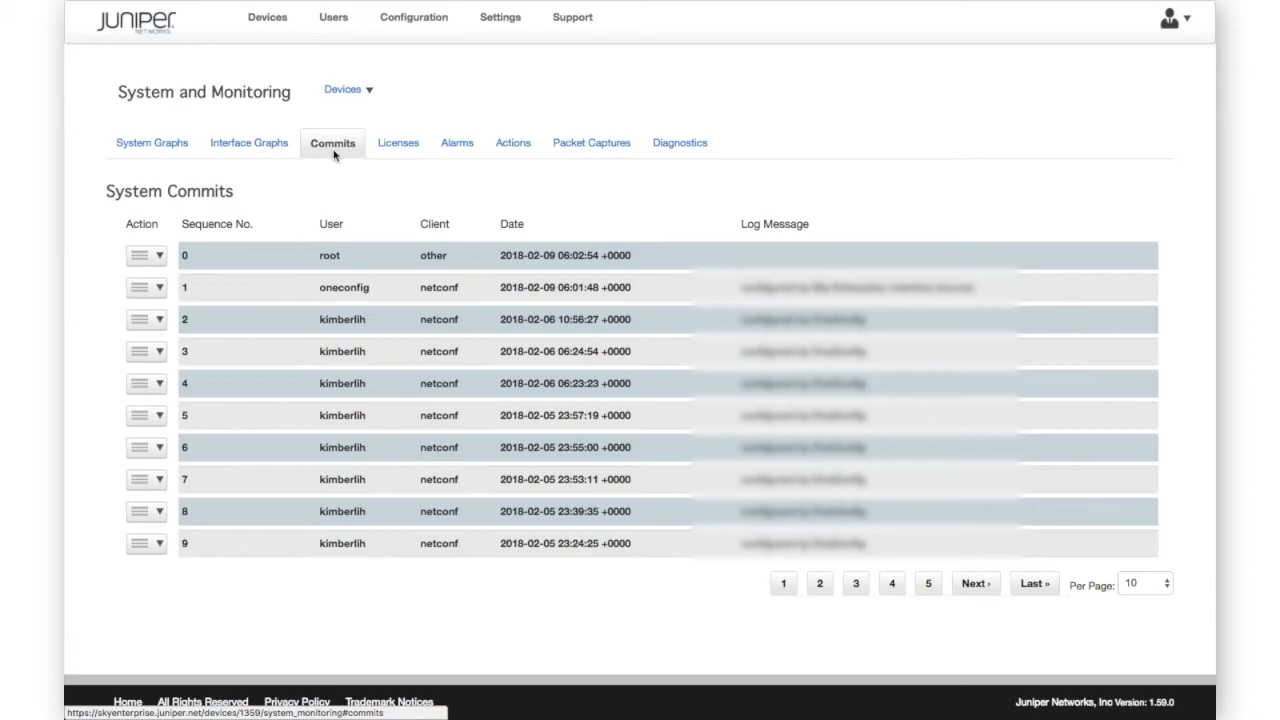 JUNIPER
NETWORKS
Devices Users Configuration Settings Support
System and Monitoring Devices
System Graphs Interface Graphs Commits Licenses Alarms Actions Packet Captures Diagnostics
System Commits
Action Sequence No. User Client Date Log Message
0 root other 2018-02-09 06:02:54 +0000
1 oneconfig netconf 2018-02-09 06:01:48 +0000
2 kimberlih netconf 2018-02-06 10:56:27 +0000
3 kimberlih netconf 2018-02-06 06:24:54 +0000
4 kimberlih netconf 2018-02-06 06:23:23 +0000
5 kimberlih netconf 2018-02-05 23:57:19 +0000
6 kimberlih netconf 2018-02-05 23:55:00 +0000
7 kimberlih netconf 2018-02-05 23:53:11 +0000
8 kimberlih netconf 2018-02-05 23:39:35 +0000
9 kimberlih netconf 2018-02-05 23:24:25 +0000
1 2 3 4 5 Next › Last » Per Page: 10
Home All Rights Reserved Privacy Policy Trademark Notices Juniper Networks, Inc Version: 1.59.0
https://skyenterprise.juniper.net/devices/1359/system_monitoring#commits